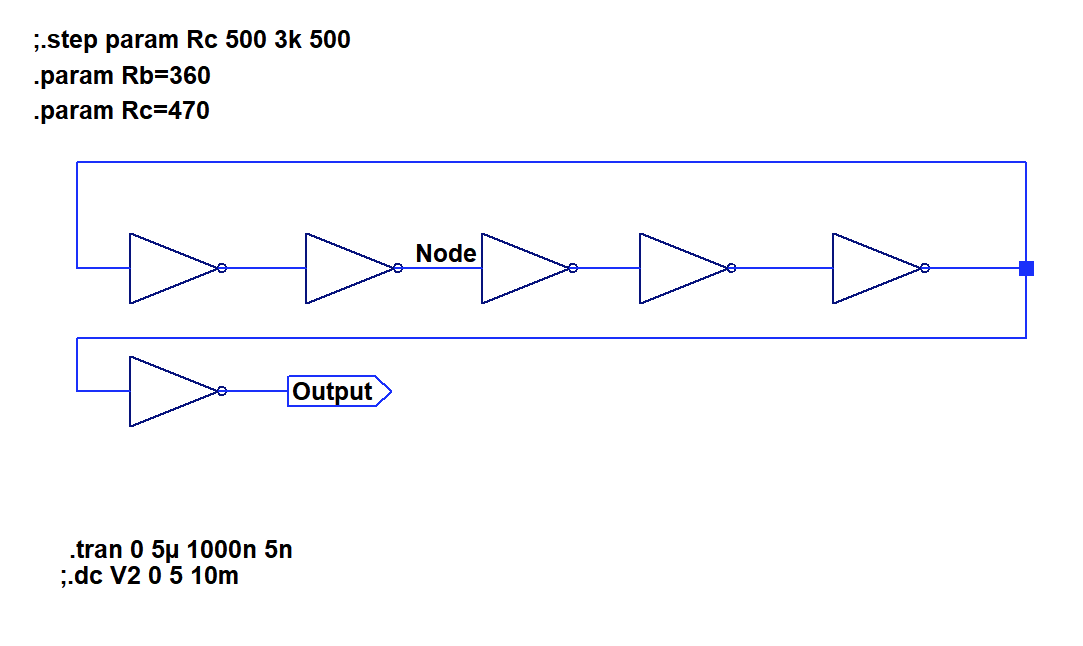 ;.step param Rc 500 3k 500
.param Rb=360
.param Rc=470
Node
Output
.tran 0 5µ 1000n 5n
;.dc V2 0 5 10m